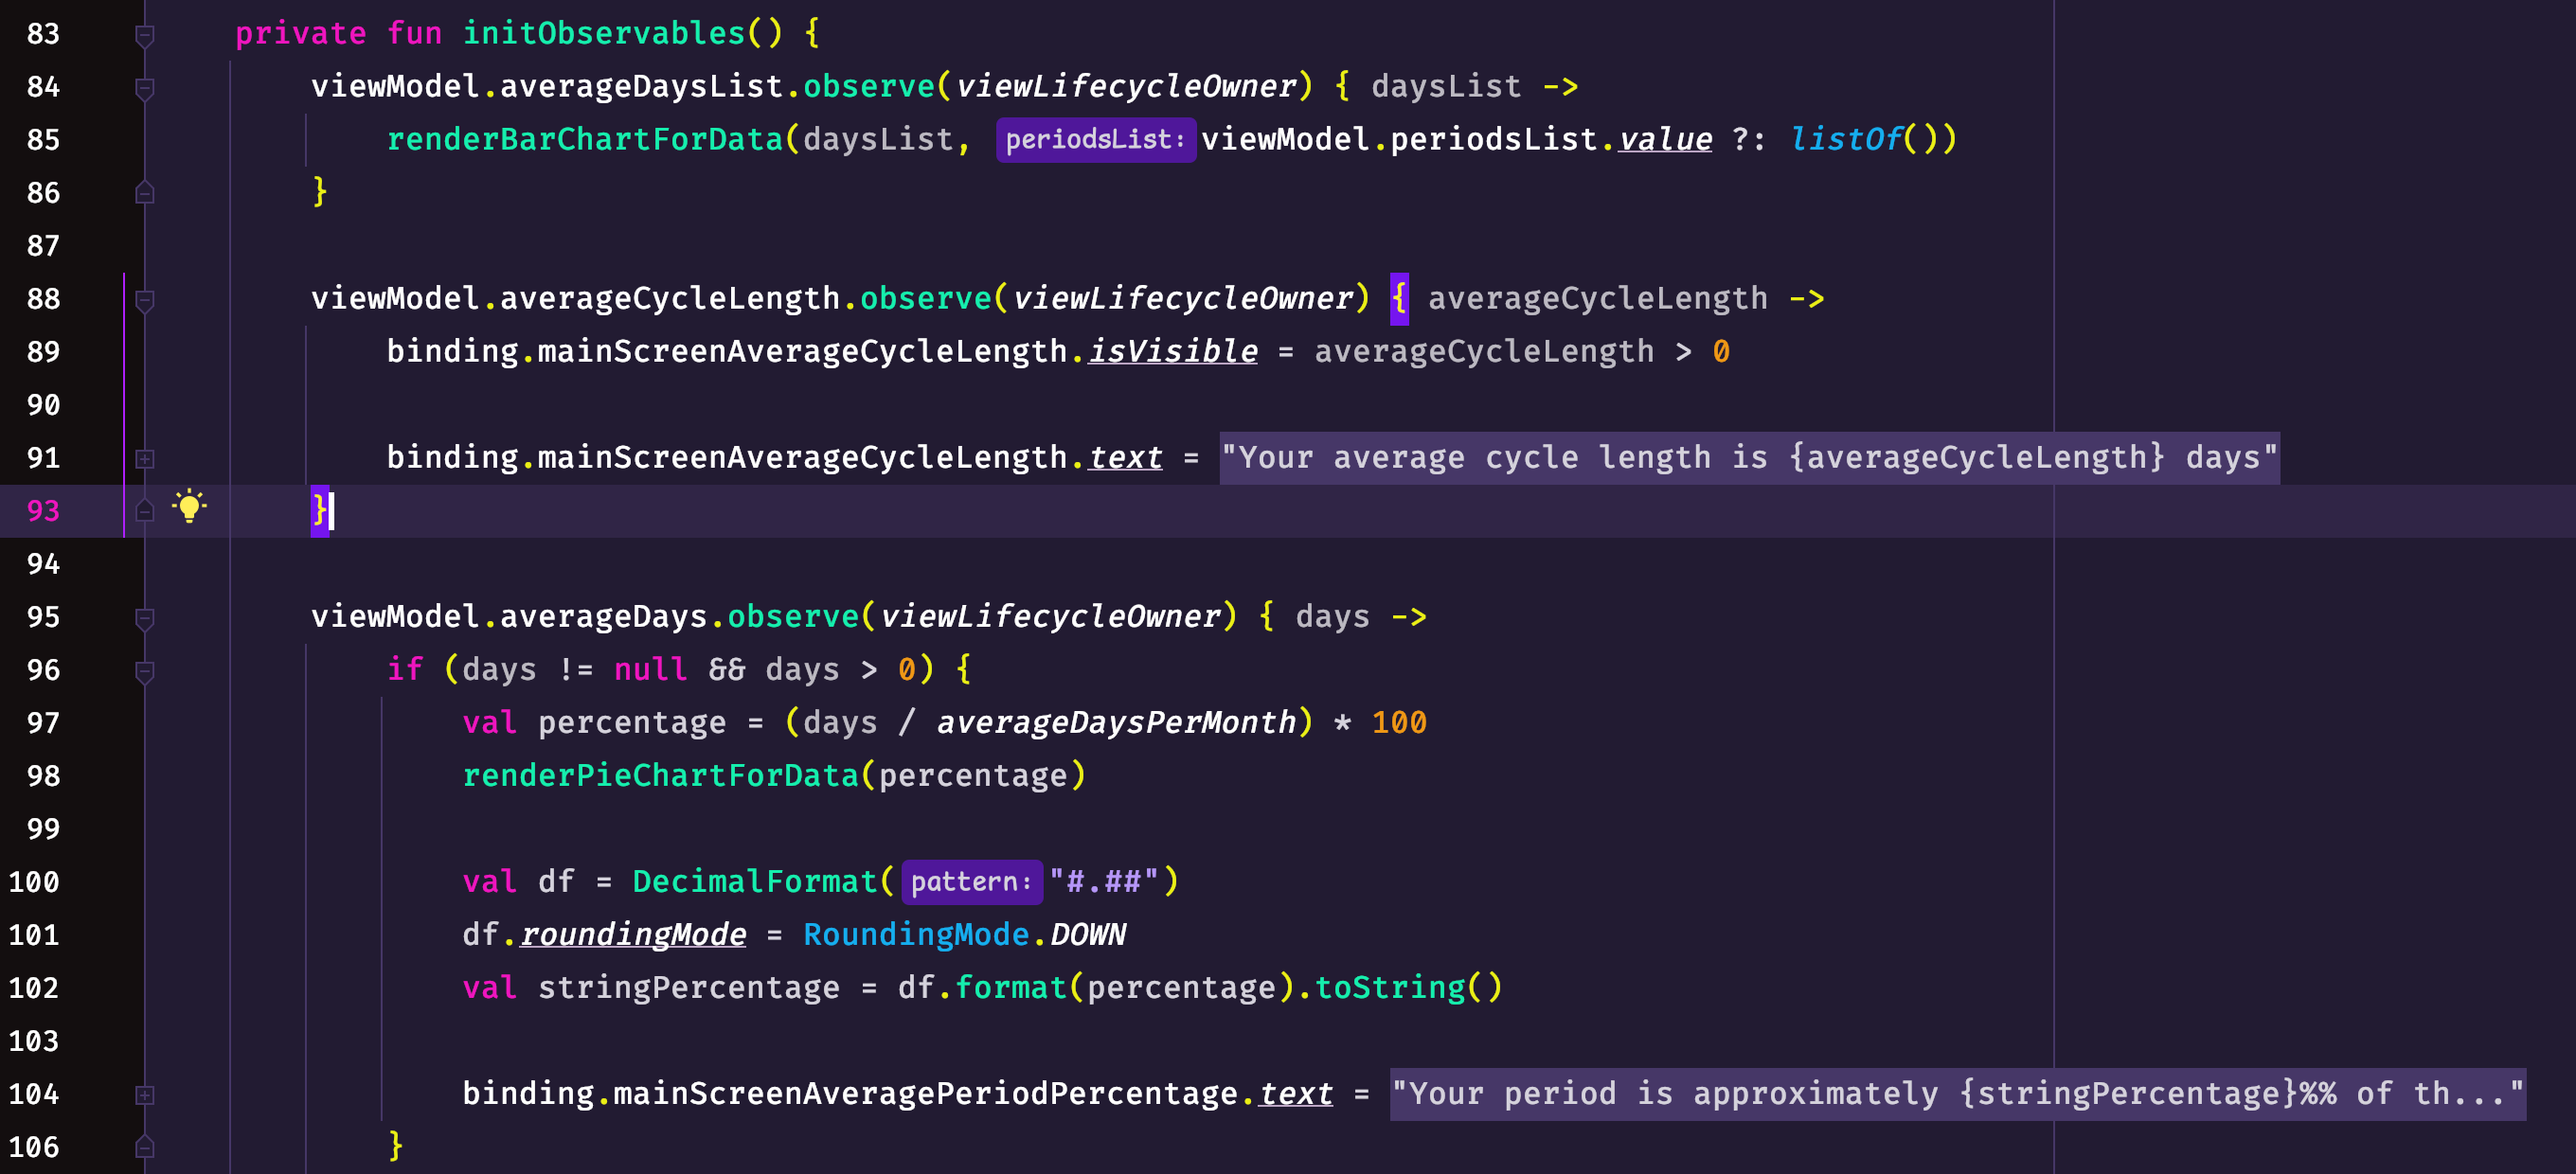 83 private fun initObservables() {
84 viewModel.averageDaysList.observe(viewLifecycleOwner) { daysList ->
85 renderBarChartForData(daysList, periodsList: viewModel.periodsList.value ?: listOf())
86 }
87
88 viewModel.averageCycleLength.observe(viewLifecycleOwner) { averageCycleLength ->
89 binding.mainScreenAverageCycleLength.isVisible = averageCycleLength > 0
90
91 binding.mainScreenAverageCycleLength.text = "Your average cycle length is {averageCycleLength} days"
93 }
94
95 viewModel.averageDays.observe(viewLifecycleOwner) { days ->
96 if (days != null && days > 0) {
97 val percentage = (days / averageDaysPerMonth) * 100
98 renderPieChartForData(percentage)
99
100 val df = DecimalFormat( pattern: "#.##")
101 df.roundingMode = RoundingMode.DOWN
102 val stringPercentage = df.format(percentage).toString()
103
104 binding.mainScreenAveragePeriodPercentage.text = "Your period is approximately {stringPercentage}%% of th..."
106 }